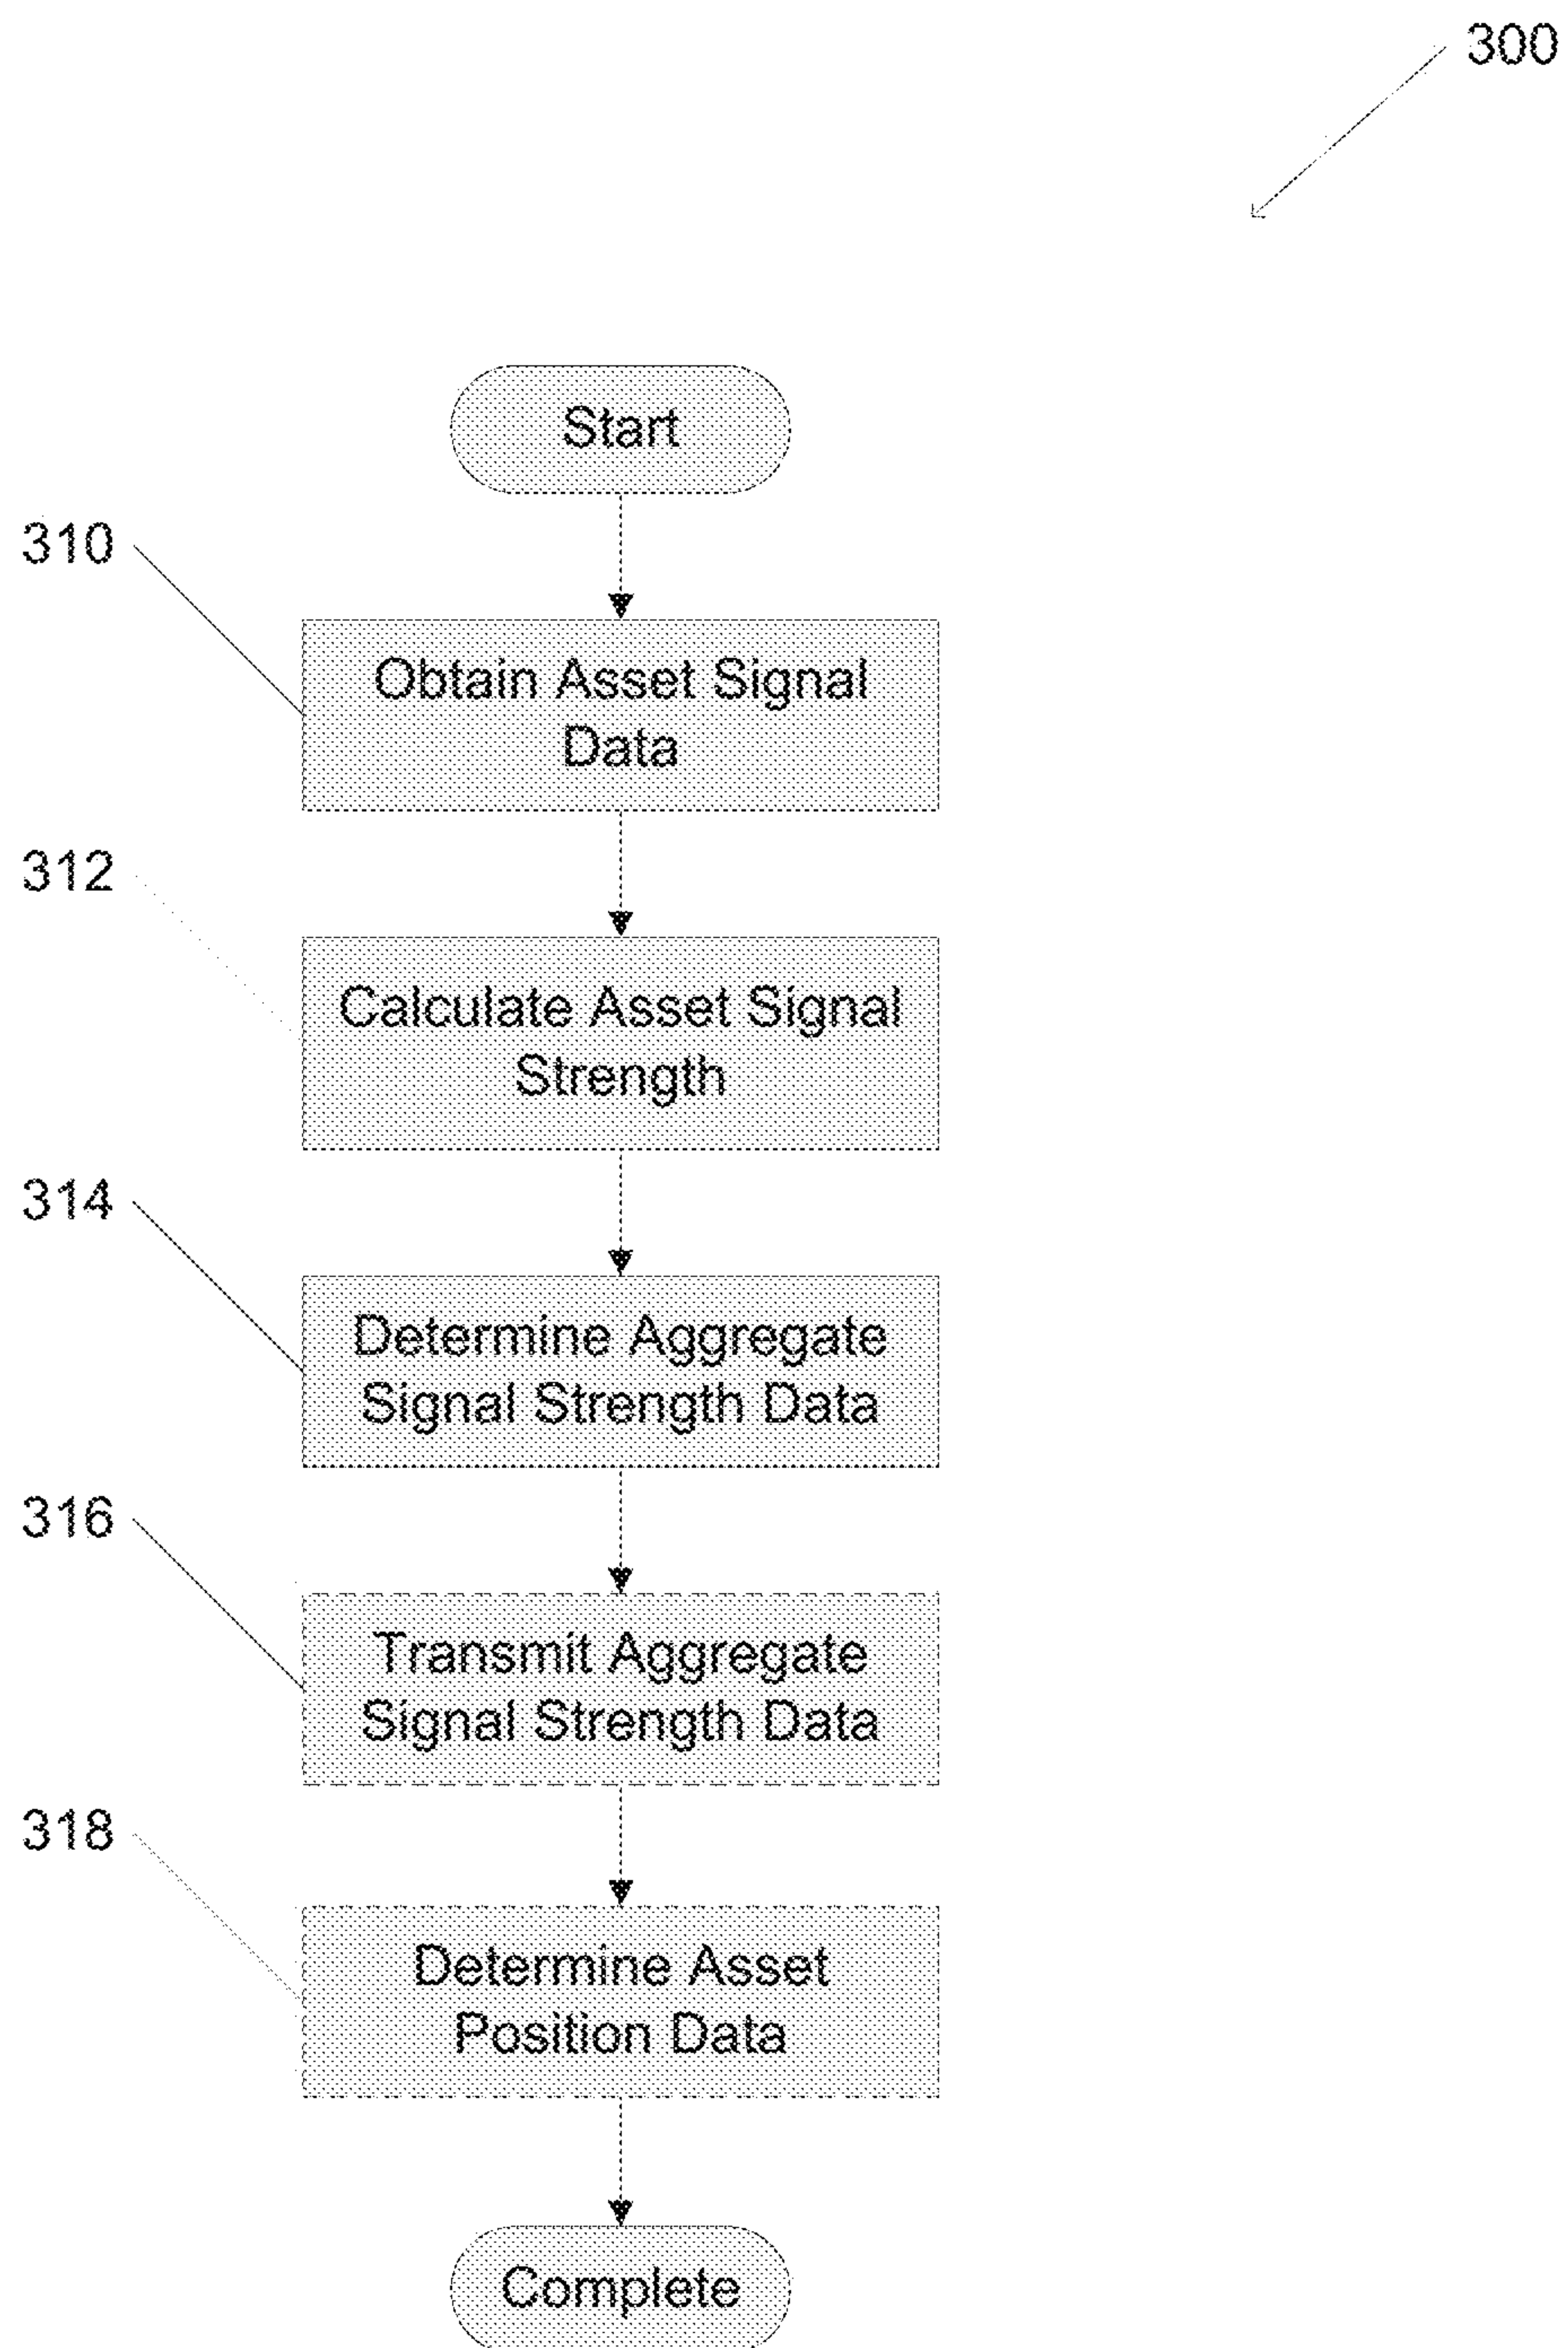 300
Start
310
Obtain Asset Signal
Data
312
Calculate Asset Signal
Strength
314
Determine Aggregate
Signal Strength Data
316
Transmit Aggregate
Signal Strength Data
318
Determine Asset
Position Data
Complete